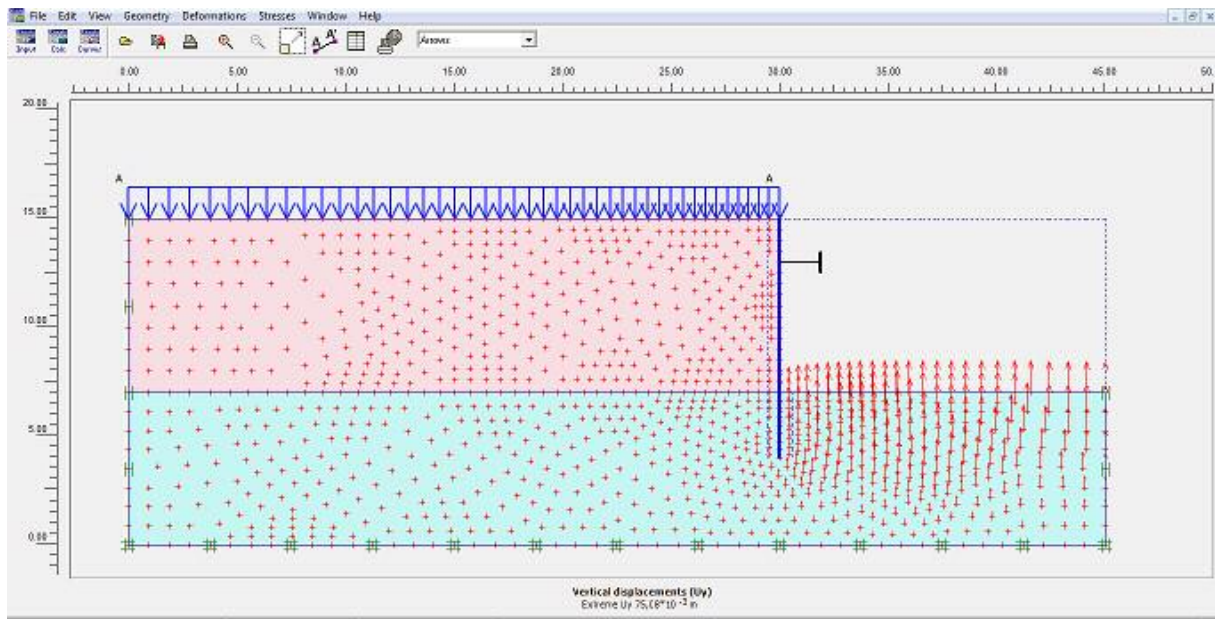 File Edit View Geometry Deformations Stresses Window Help
Input Calc Curves Arrows
0.00 5.00 10.00 15.00 20.00 25.00 30.00 35.00 40.00 45.00 50.
20.00
A A
15.00
10.00
5.00
0.00
Vertical displacements (Uy)
Extreme Uy 75,08*10 -3 m